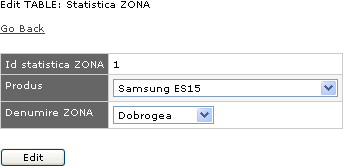 Edit TABLE: Statistica ZONA
Go Back
Id statistica ZONA 1
Produs Samsung ES15
Denumire ZONA Dobrogea
Edit